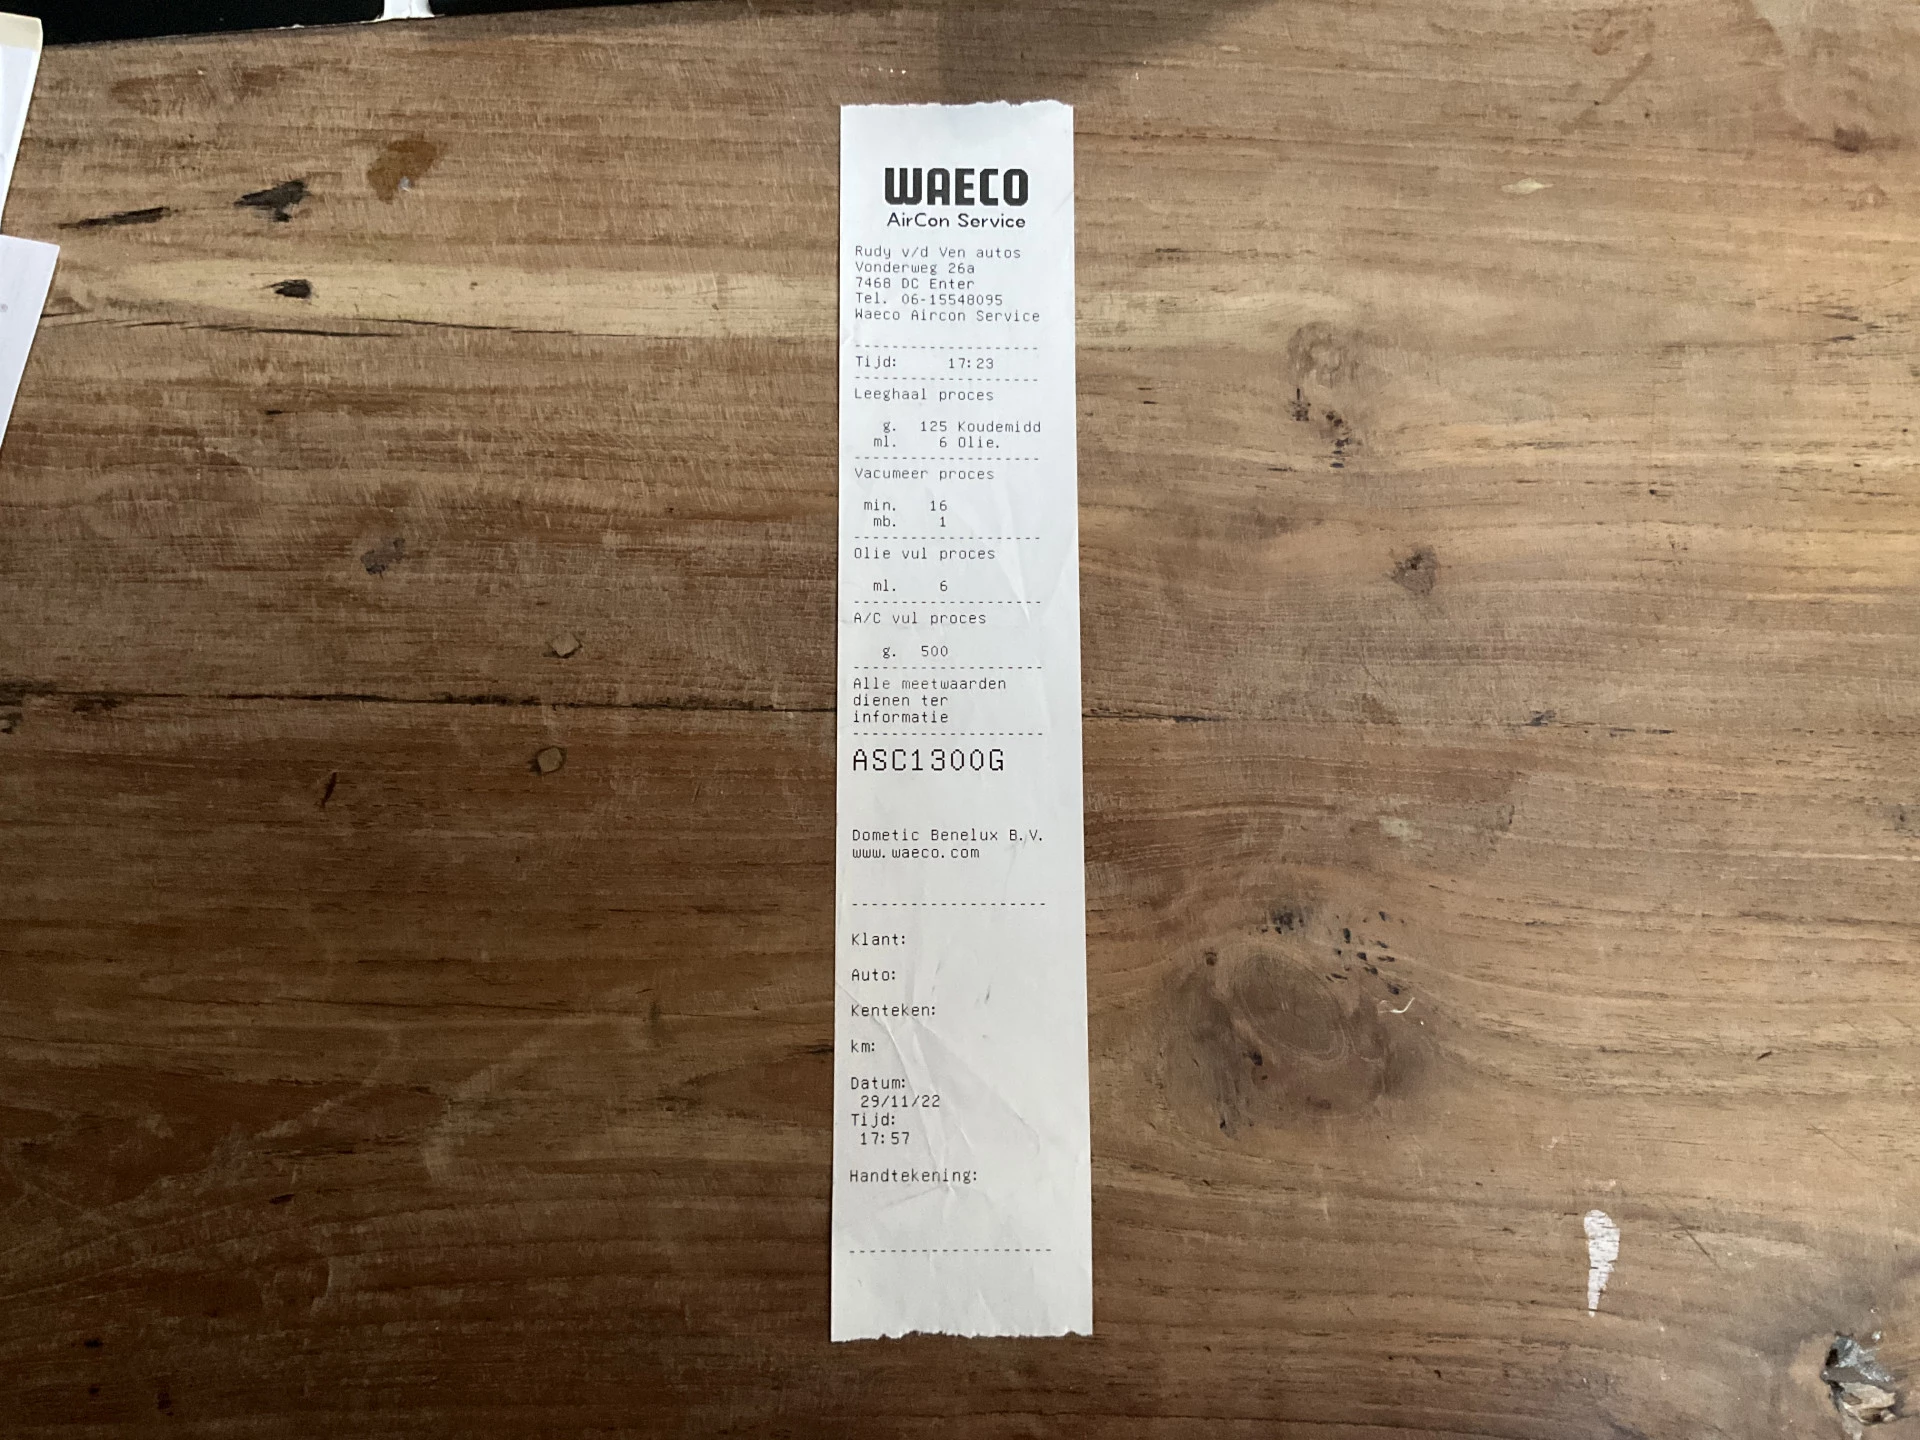 WAECO
AirCon Service
Rudy v/d Ven autos
Vonderweg 26a
7468 DC Enter
Tel. 06-15548095
Waeco Aircon Service
--------------------
Tijd: 17:23
--------------------
Leeghaal proces
g. 125 Koudemidd
ml. 6 Olie.
--------------------
Vacumeer proces
min. 16
mb. 1
--------------------
Olie vul proces
ml. 6
--------------------
A/C vul proces
g. 500
--------------------
Alle meetwaarden
dienen ter
informatie
--------------------
ASC1300G
Dometic Benelux B.V.
www.waeco.com
--------------------
Klant:
Auto:
Kenteken:
km:
Datum:
29/11/22
Tijd:
17:57
Handtekening:
--------------------